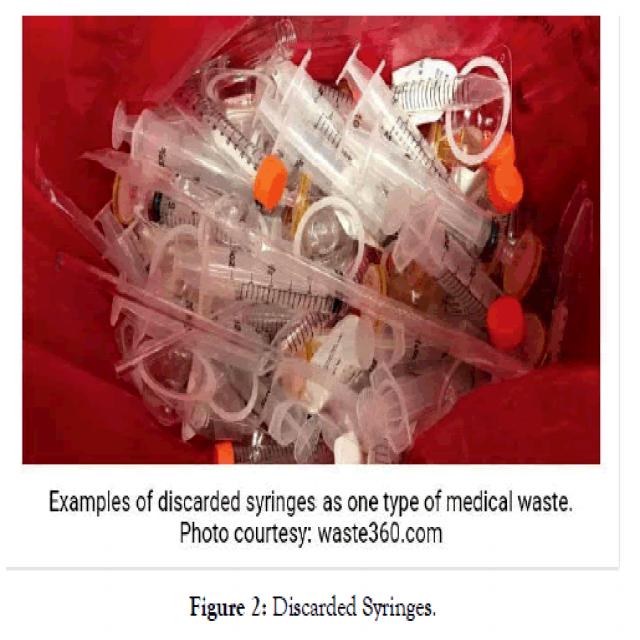 Examples of discarded syringes as one type of medical waste.
Photo courtesy: waste360.com
Figure 2: Discarded Syringes.